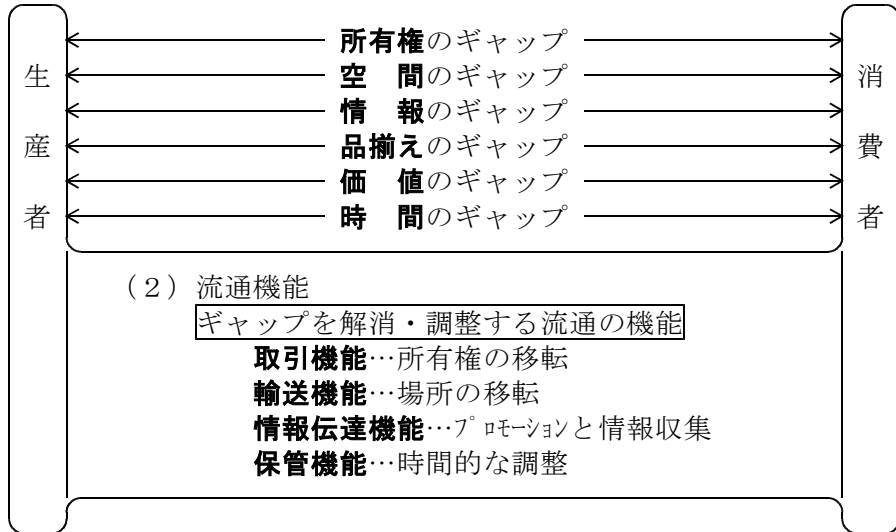 所有権のギャップ
空　間のギャップ
情　報のギャップ
品揃えのギャップ
価　値のギャップ
時　間のギャップ
生産者
消費者
（２）流通機能
ギャップを解消・調整する流通の機能
取引機能…所有権の移転
輸送機能…場所の移転
情報伝達機能…ﾌﾟﾛﾓｰｼｮﾝと情報収集
保管機能…時間的な調整